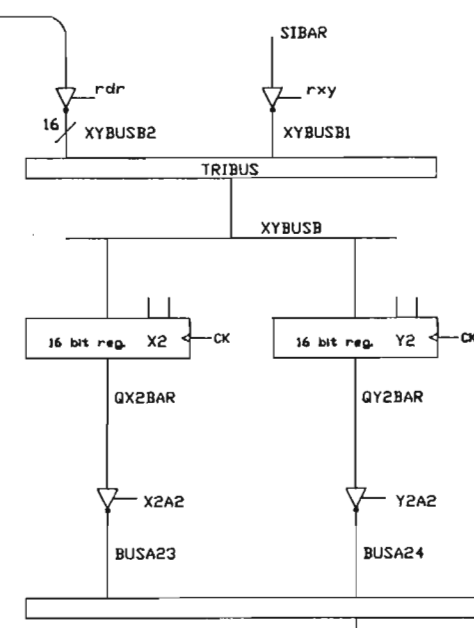 SIBAR
rdr
rxy
16
XYBUSB2
XYBUSB1
TRIBUS
XYBUSB
16 bit reg. X2
CK
16 bit reg. Y2
CK
QX2BAR
QY2BAR
X2A2
Y2A2
BUSA23
BUSA24